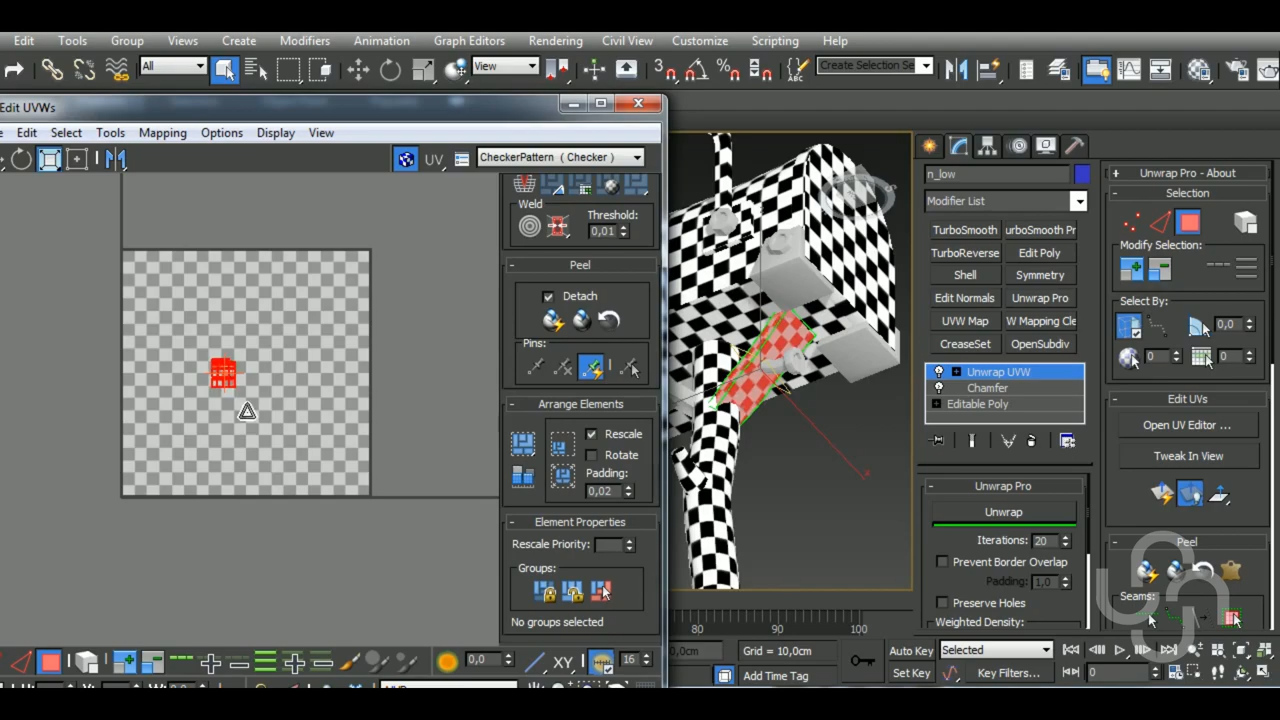 Edit Tools Group Views Create Modifiers Animation Graph Editors Rendering Civil View Customize Scripting Help
All
View
3
%
ABC
Create Selection Se
Edit UVWs
Edit Select Tools Mapping Options Display View
UV
CheckerPattern ( Checker )
Weld
Threshold:
0,01
Peel
Detach
Pins:
Arrange Elements
Rescale
Rotate
Padding:
0,02
Element Properties
Rescale Priority:
Groups:
No groups selected
0,0
XY
16
80 90 100
0,0cm
Grid = 10,0cm
Add Time Tag
Auto Key
Selected
Set Key
Key Filters...
0
n_low
Modifier List
TurboSmooth
urboSmooth Pr
TurboReverse
Edit Poly
Shell
Symmetry
Edit Normals
Unwrap Pro
UVW Map
W Mapping Cle
CreaseSet
OpenSubdiv
Unwrap UVW
Chamfer
Editable Poly
Unwrap Pro
Unwrap
Iterations: 20
Prevent Border Overlap
Padding: 1,0
Preserve Holes
Weighted Density:
Unwrap Pro - About
Selection
Modify Selection:
Select By:
0,0
0
0
Edit UVs
Open UV Editor ...
Tweak In View
Peel
Seams: